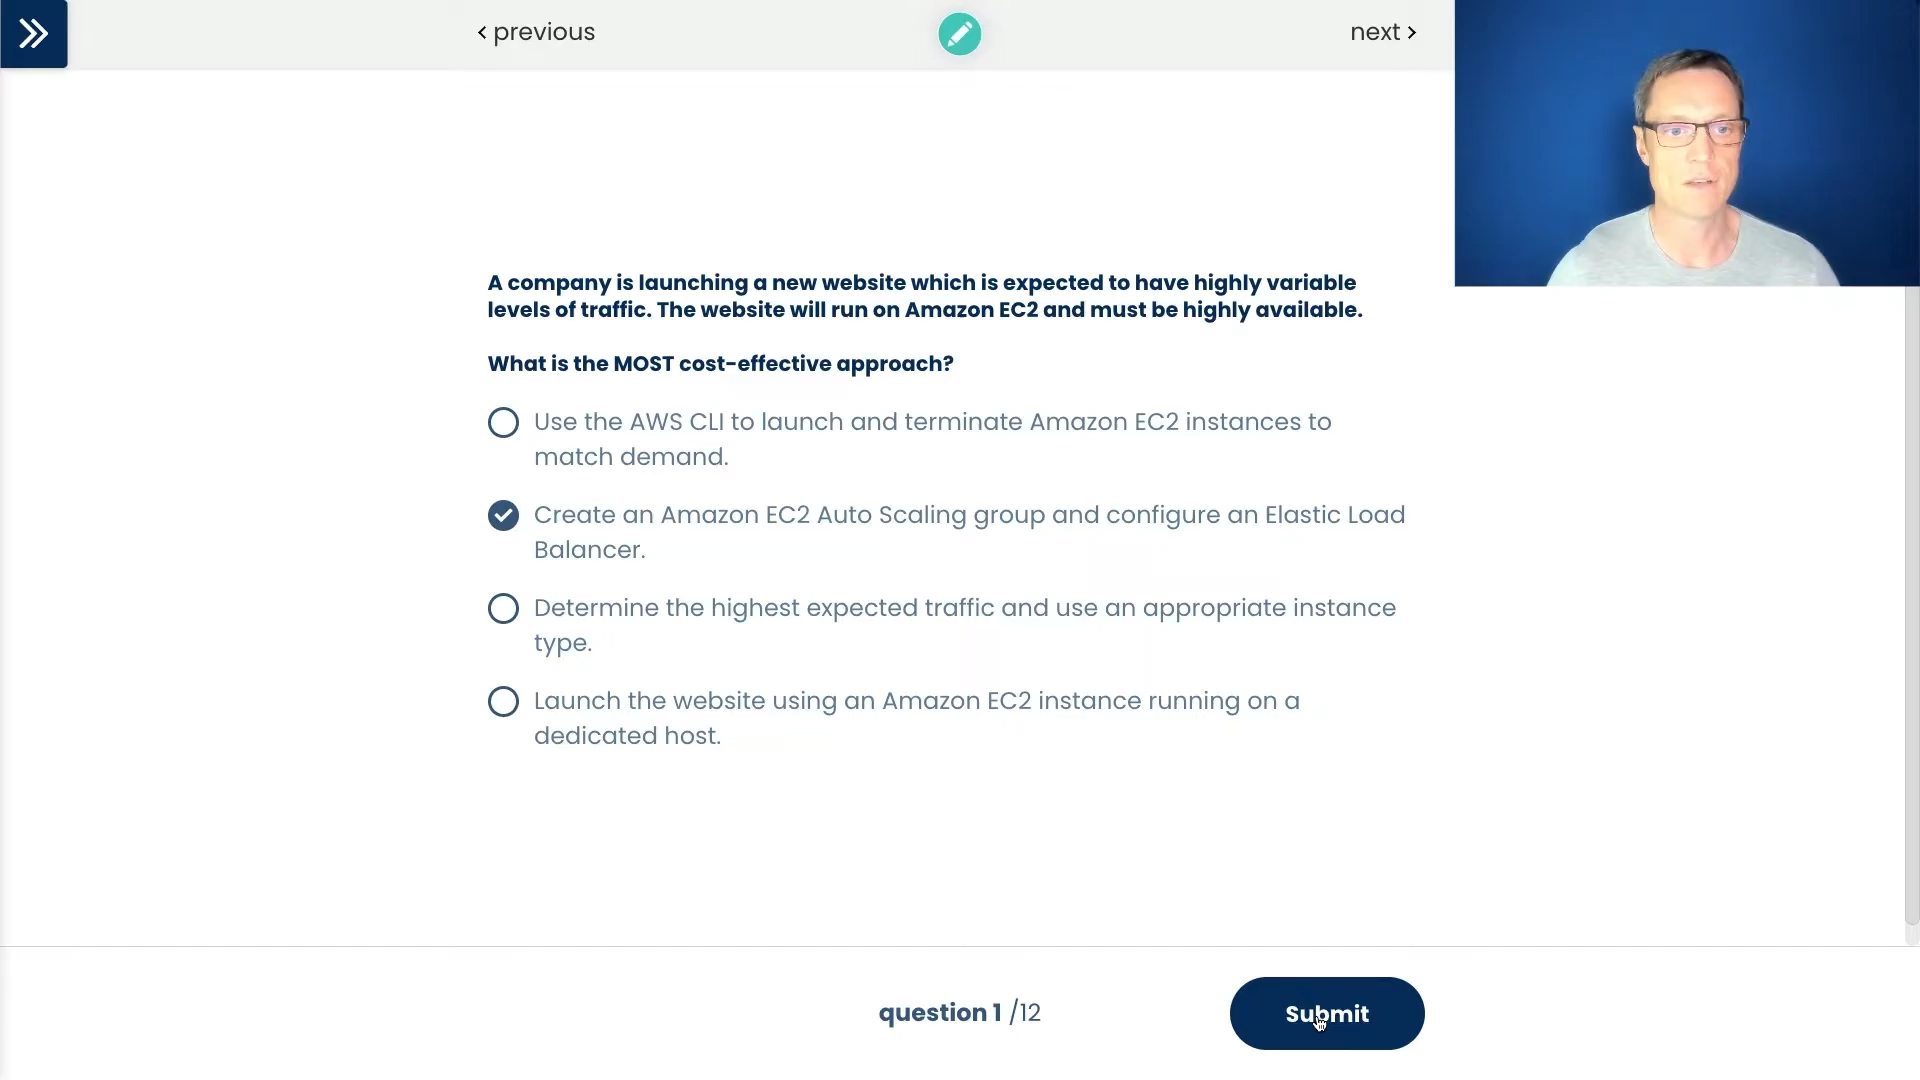 previous
next
A company is launching a new website which is expected to have highly variable
levels of traffic. The website will run on Amazon EC2 and must be highly available.
What is the MOST cost-effective approach?
Use the AWS CLI to launch and terminate Amazon EC2 instances to
match demand.
Create an Amazon EC2 Auto Scaling group and configure an Elastic Load
Balancer.
Determine the highest expected traffic and use an appropriate instance
type.
Launch the website using an Amazon EC2 instance running on a
dedicated host.
question 1 /12
Submit